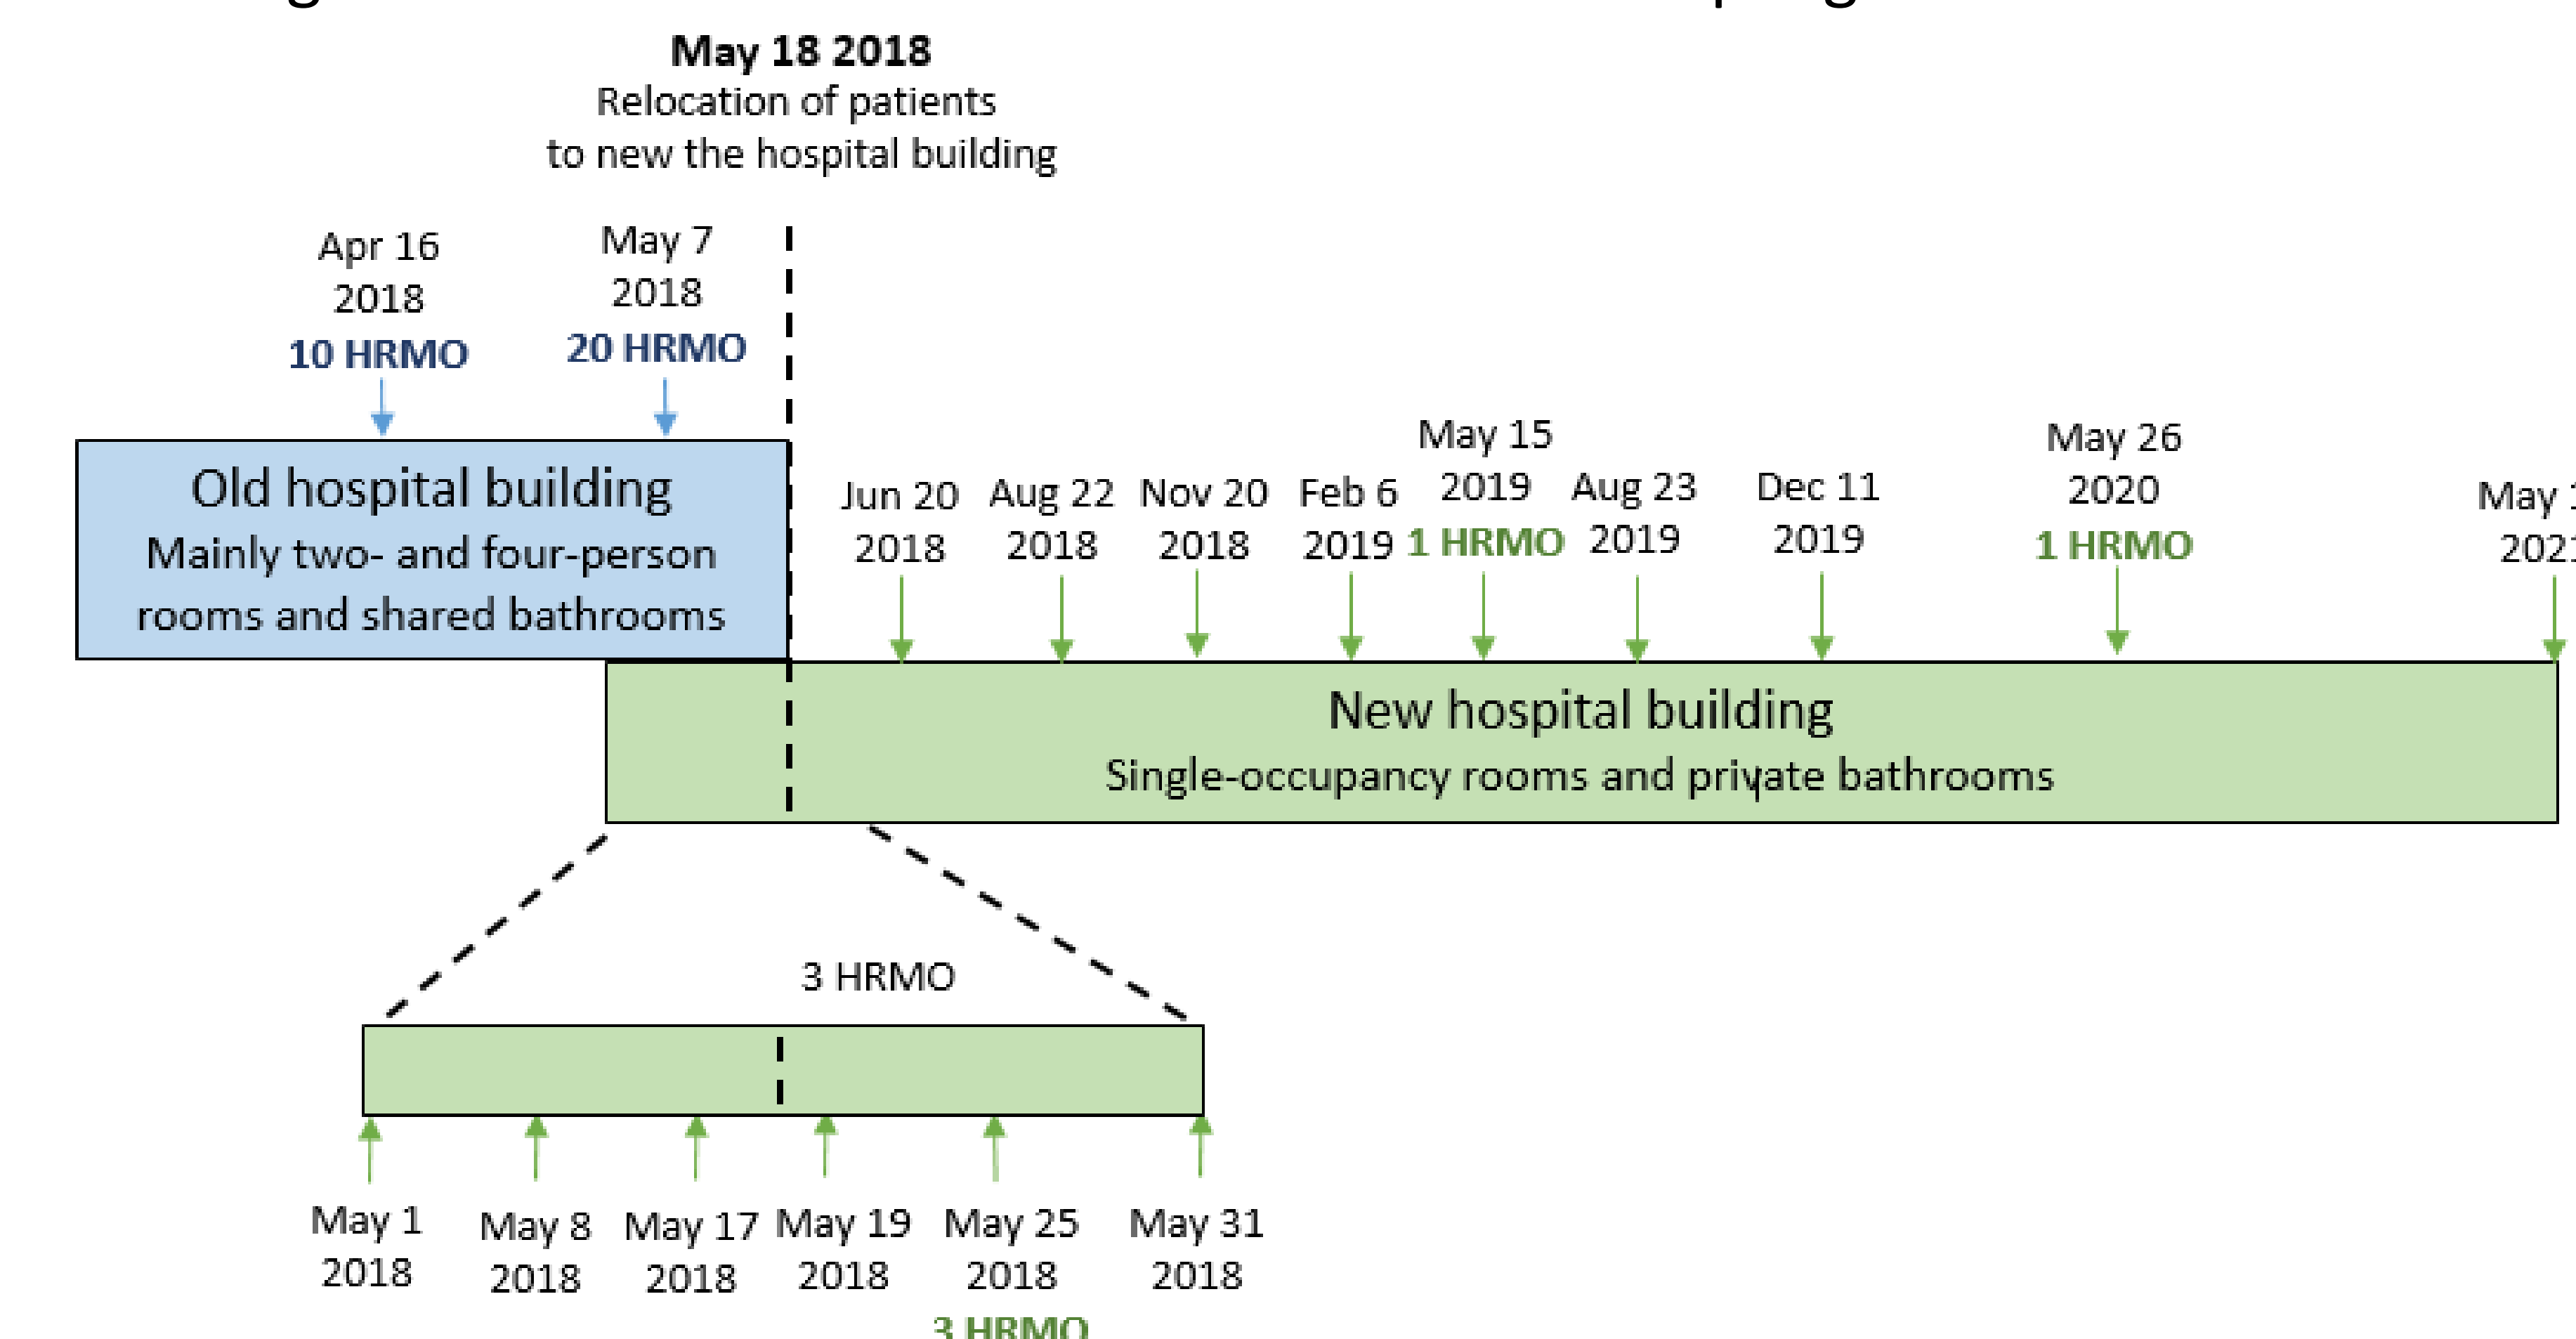 May 18 2018
Relocation of patients
to new the hospital building
Apr 16
2018
10 HRMO
May 7
2018
20 HRMO
Old hospital building
Mainly two- and four-person
rooms and shared bathrooms
Jun 20
2018
Aug 22
2018
Nov 20
2018
Feb 6
2019
May 15
2019
1 HRMO
Aug 23
2019
Dec 11
2019
May 26
2020
1 HRMO
May
2021
New hospital building
Single-occupancy rooms and private bathrooms
3 HRMO
May 1
2018
May 8
2018
May 17
2018
May 19
2018
May 25
2018
3 HRMO
May 31
2018